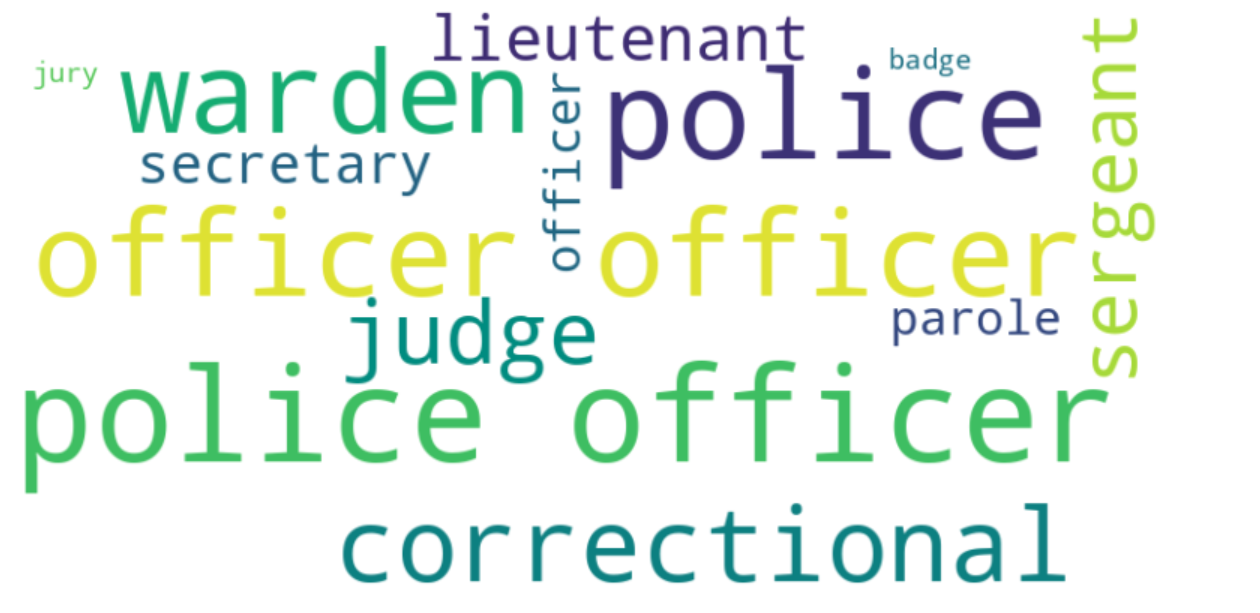 lieutenant
jury
warden
badge
police
secretary
officer
sergeant
officer officer
judge
parole
police officer
correctional